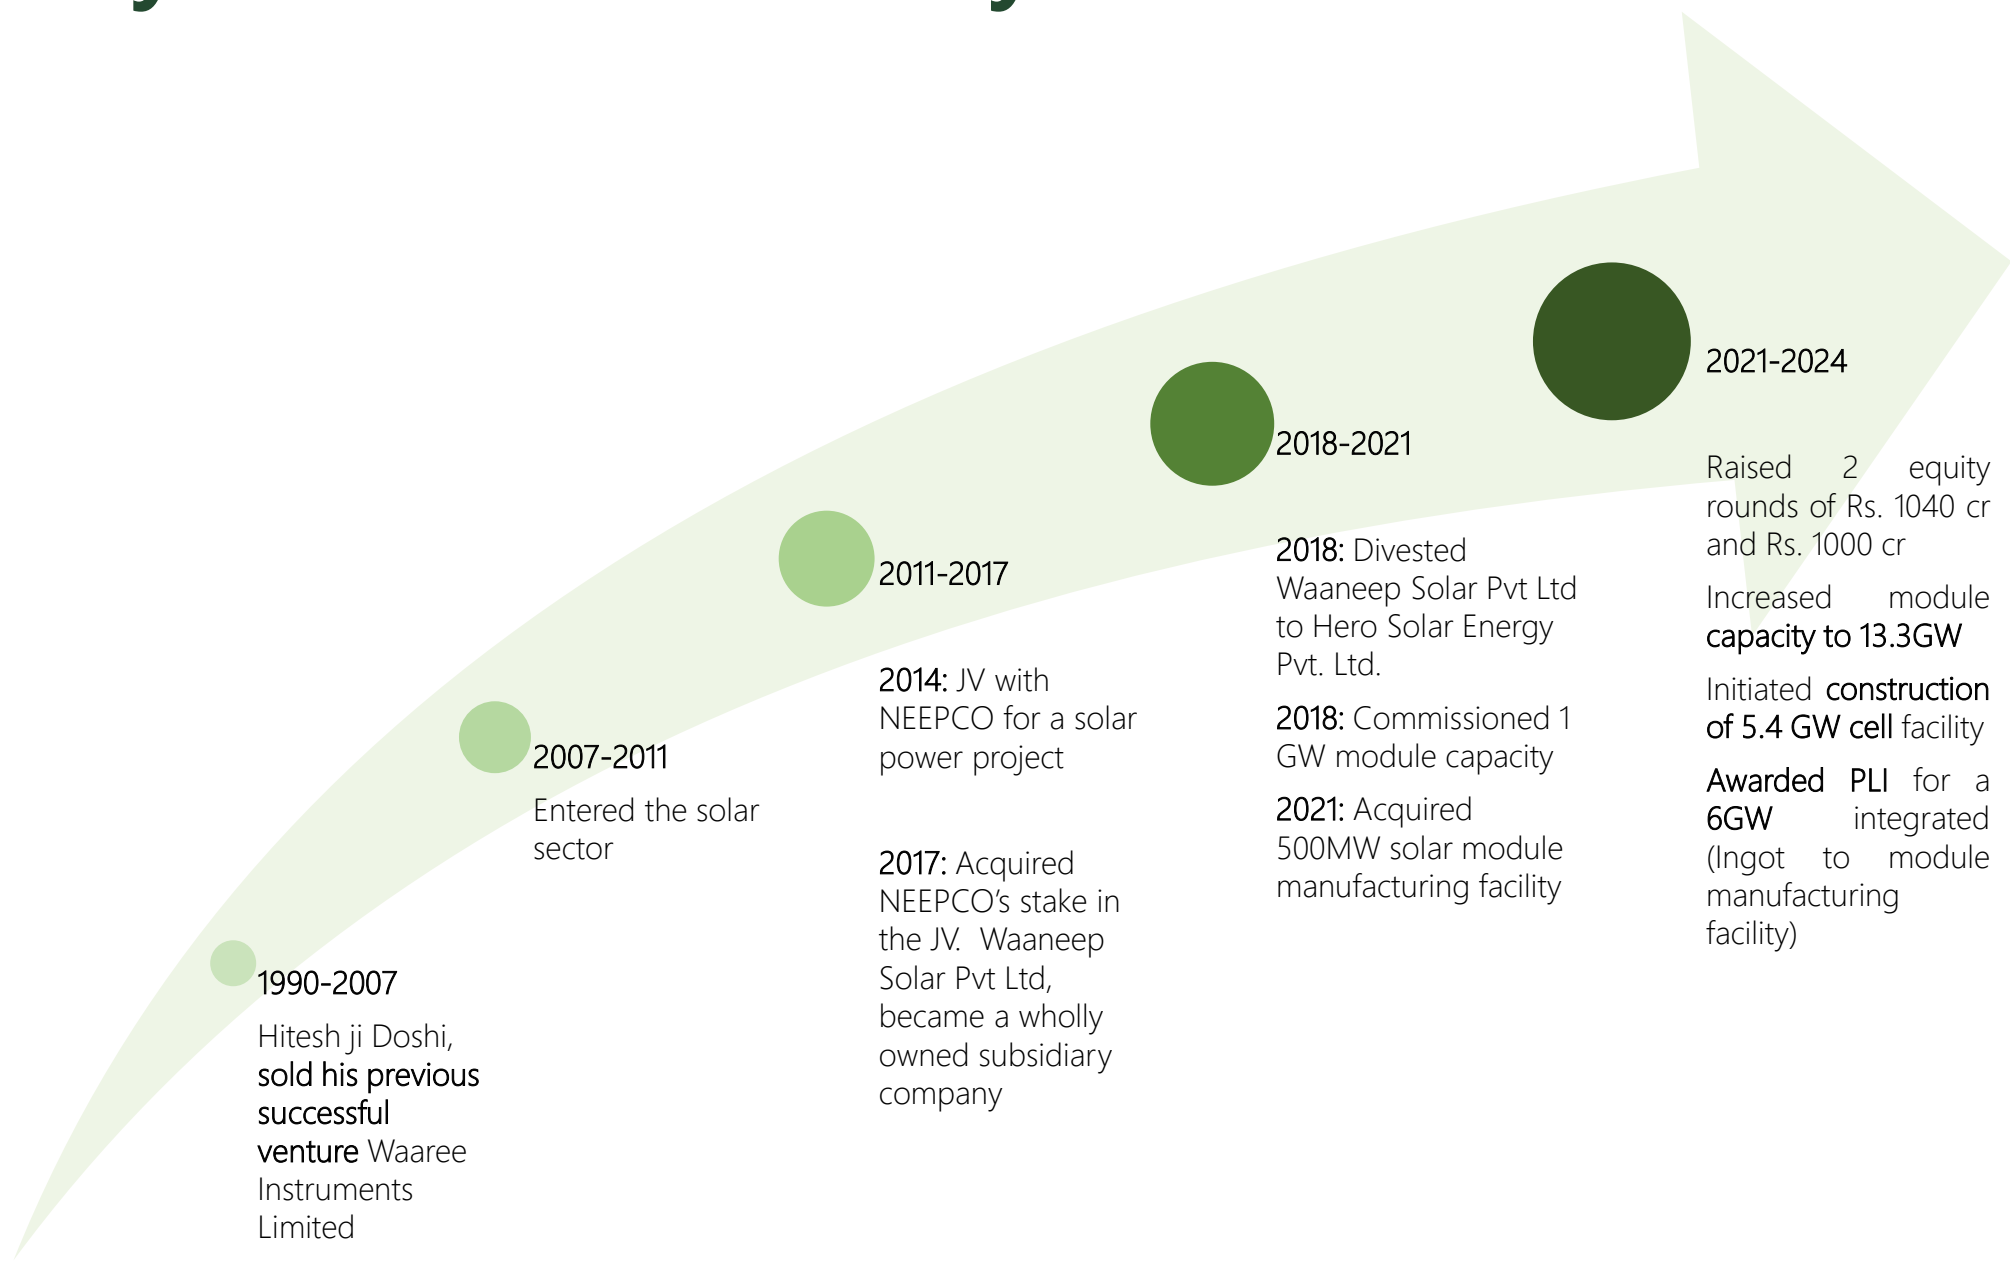 1990-2007
Hitesh ji Doshi,
sold his previous
successful
venture Waaree
Instruments
Limited
2007-2011
Entered the solar
sector
2011-2017
2014: JV with
NEEPCO for a solar
power project
2017: Acquired
NEEPCO’s stake in
the JV. Waaneep
Solar Pvt Ltd,
became a wholly
owned subsidiary
company
2018-2021
2018: Divested
Waaneep Solar Pvt Ltd
to Hero Solar Energy
Pvt. Ltd.
2018: Commissioned 1
GW module capacity
2021: Acquired
500MW solar module
manufacturing facility
2021-2024
Raised 2 equity
rounds of Rs. 1040 cr
and Rs. 1000 cr
Increased module
capacity to 13.3GW
Initiated construction
of 5.4 GW cell facility
Awarded PLI for a
6GW integrated
(Ingot to module
manufacturing
facility)